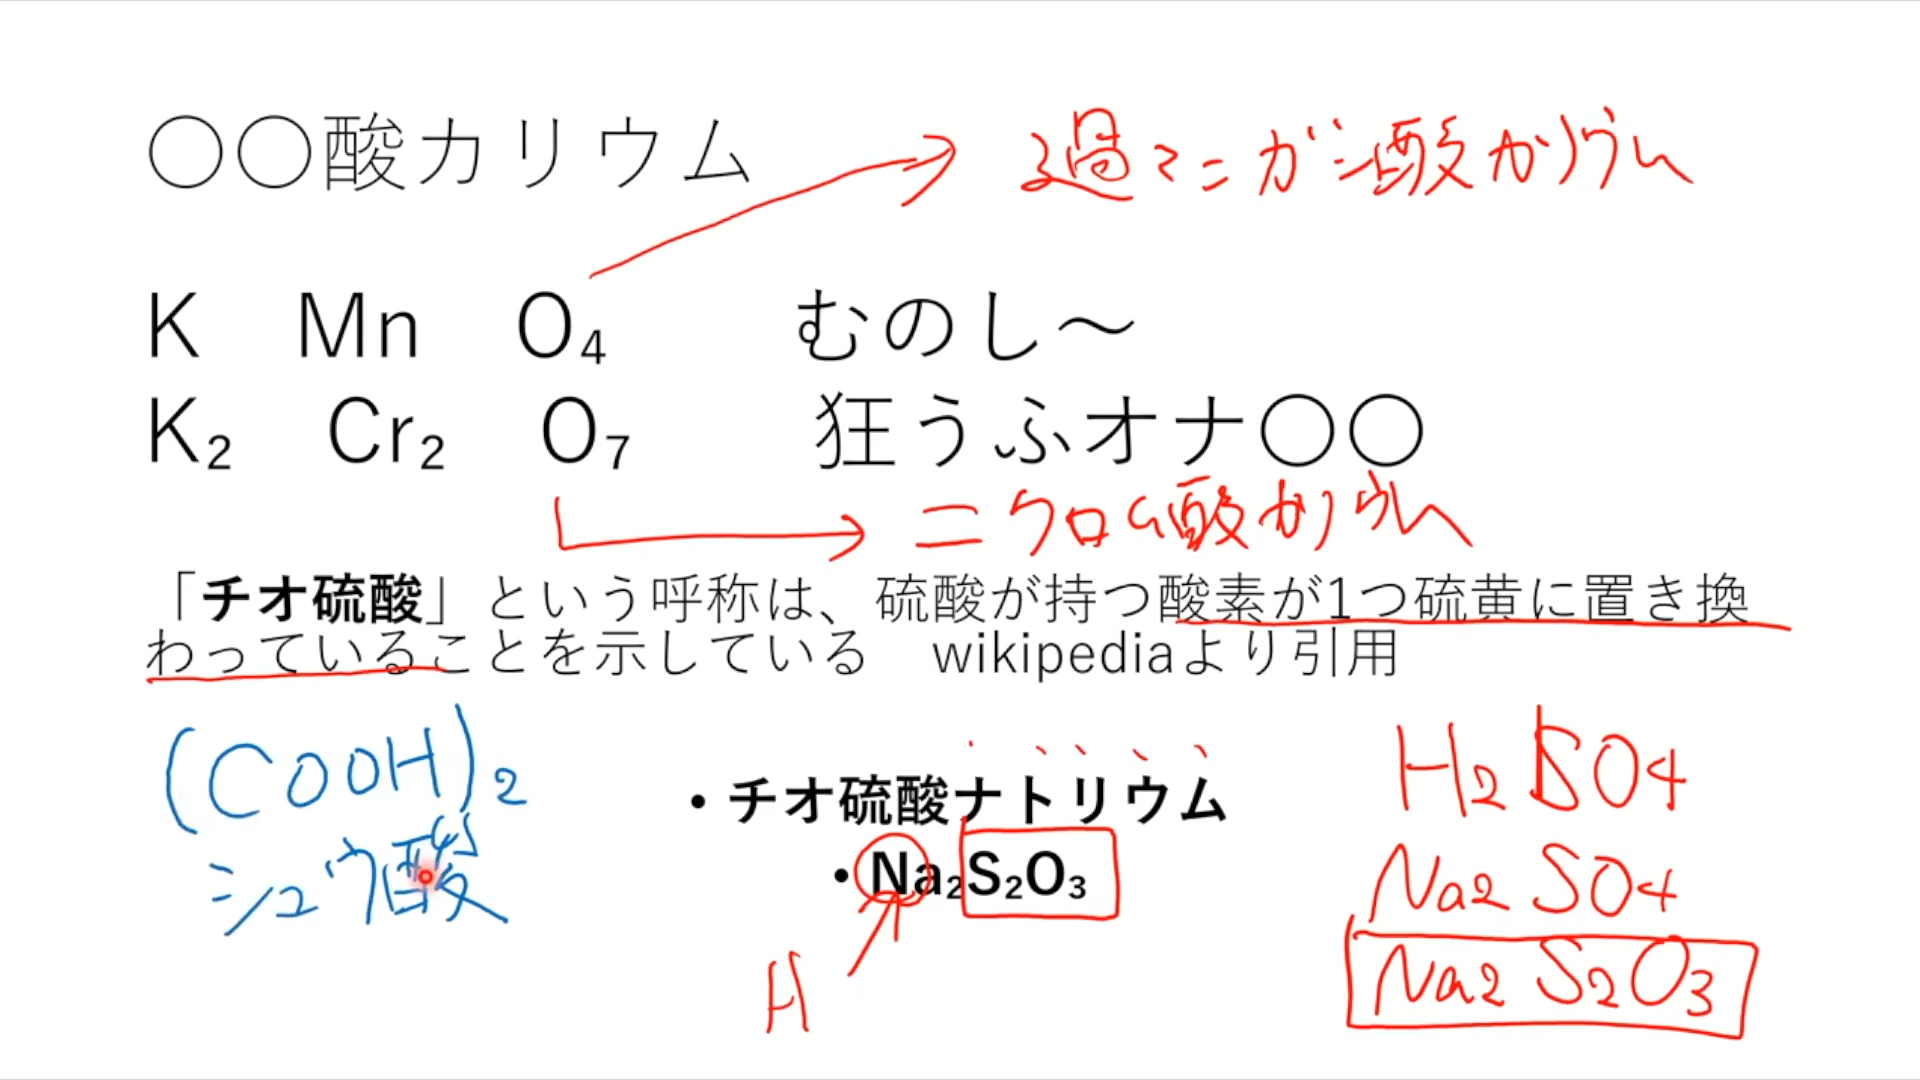 ○○酸カリウム
過マンガン酸カリウム
K Mn O₄ むのし～
K₂ Cr₂ O₇ 狂うふオナ○○
二クロム酸カリウム
「チオ硫酸」という呼称は、硫酸が持つ酸素が1つ硫黄に置き換
わっていることを示している wikipediaより引用
(COOH)₂
シュウ酸
・チオ硫酸ナトリウム
・Na₂S₂O₃
H
H₂SO₄
Na₂SO₄
Na₂S₂O₃